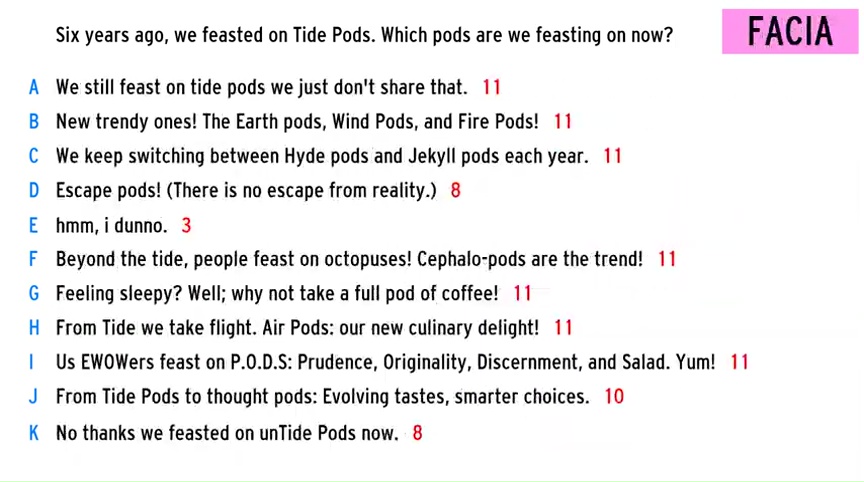 Six years ago, we feasted on Tide Pods. Which pods are we feasting on now?
FACIA
A We still feast on tide pods we just don't share that. 11
B New trendy ones! The Earth pods, Wind Pods, and Fire Pods! 11
C We keep switching between Hyde pods and Jekyll pods each year. 11
D Escape pods! (There is no escape from reality.) 8
E hmm, i dunno. 3
F Beyond the tide, people feast on octopuses! Cephalo-pods are the trend! 11
G Feeling sleepy? Well; why not take a full pod of coffee! 11
H From Tide we take flight. Air Pods: our new culinary delight! 11
I Us EWOWers feast on P.O.D.S: Prudence, Originality, Discernment, and Salad. Yum! 11
J From Tide Pods to thought pods: Evolving tastes, smarter choices. 10
K No thanks we feasted on unTide Pods now. 8